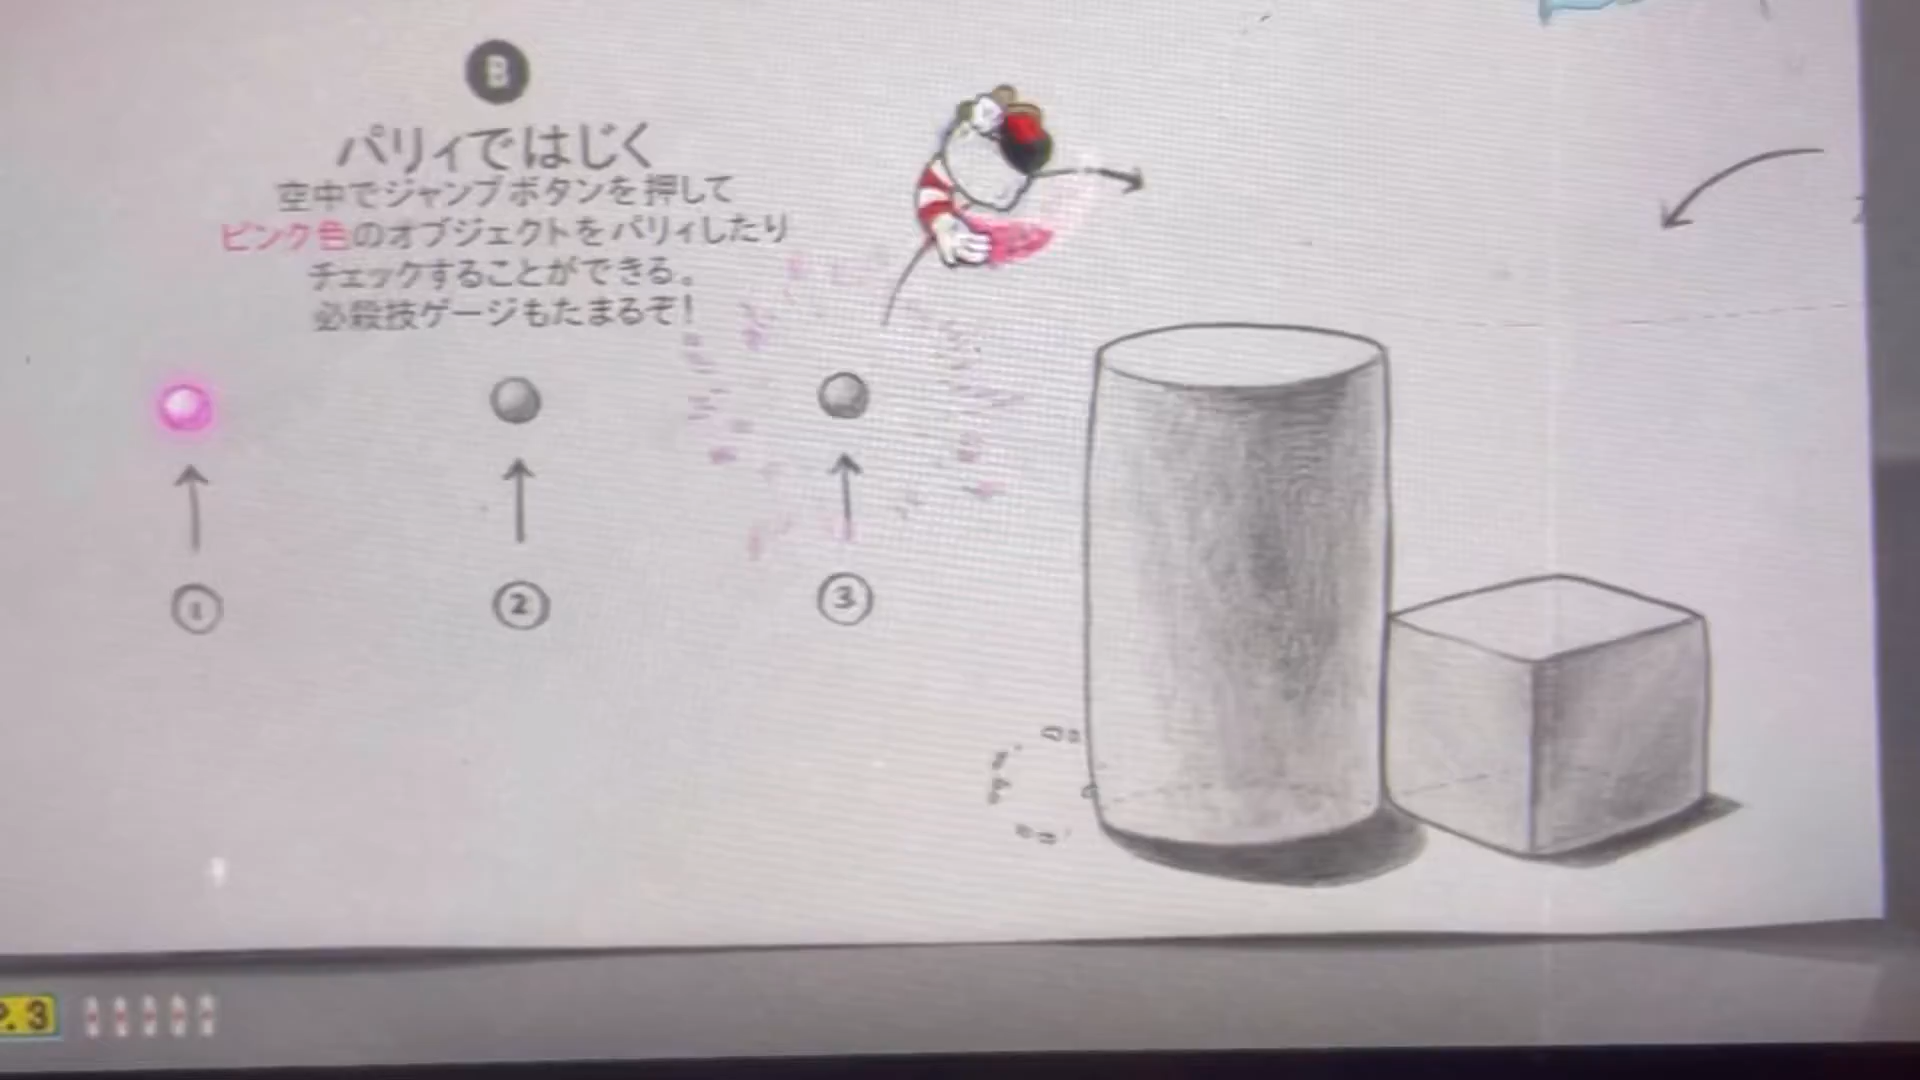 B
パリィではじく
空中でジャンプボタンを押して
ピンク色のオブジェクトをパリィしたり
チェックすることができる。
必殺技ゲージもたまるぞ!
① ② ③
P. 3